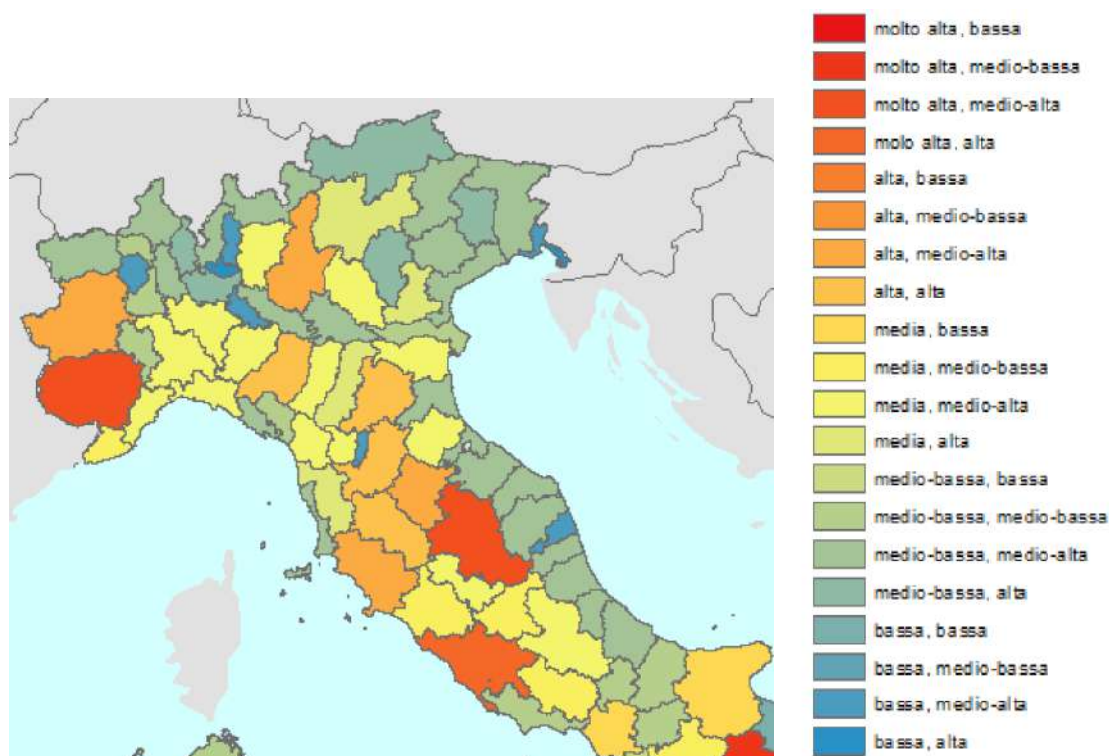 molto alta, bassa
molto alta, medio-bassa
molto alta, medio-alta
molo alta, alta
alta, bassa
alta, medio-bassa
alta, medio-alta
alta, alta
media, bassa
media, medio-bassa
media, medio-alta
media, alta
medio-bassa, bassa
medio-bassa, medio-bassa
medio-bassa, medio-alta
medio-bassa, alta
bassa, bassa
bassa, medio-bassa
bassa, medio-alta
bassa, alta